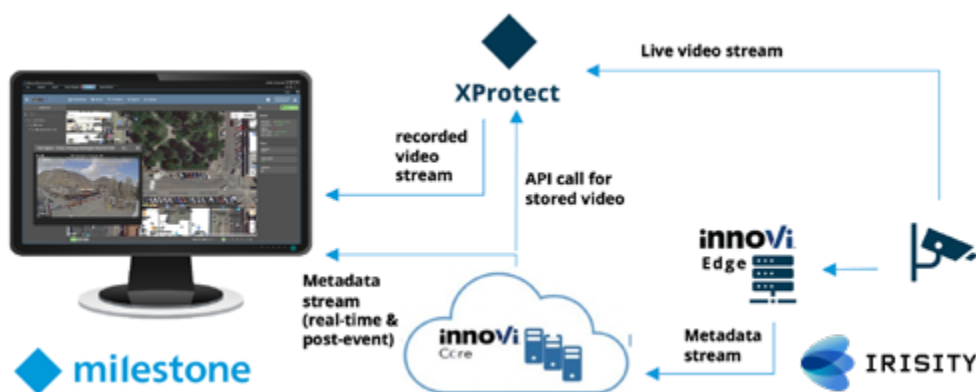 XProtect
Live video stream
recorded
video
stream
API call for
stored video
innoVi
Edge
Metadata
stream
(real-time &
post-event)
innoVi
Core
Metadata
stream
milestone
IRISITY